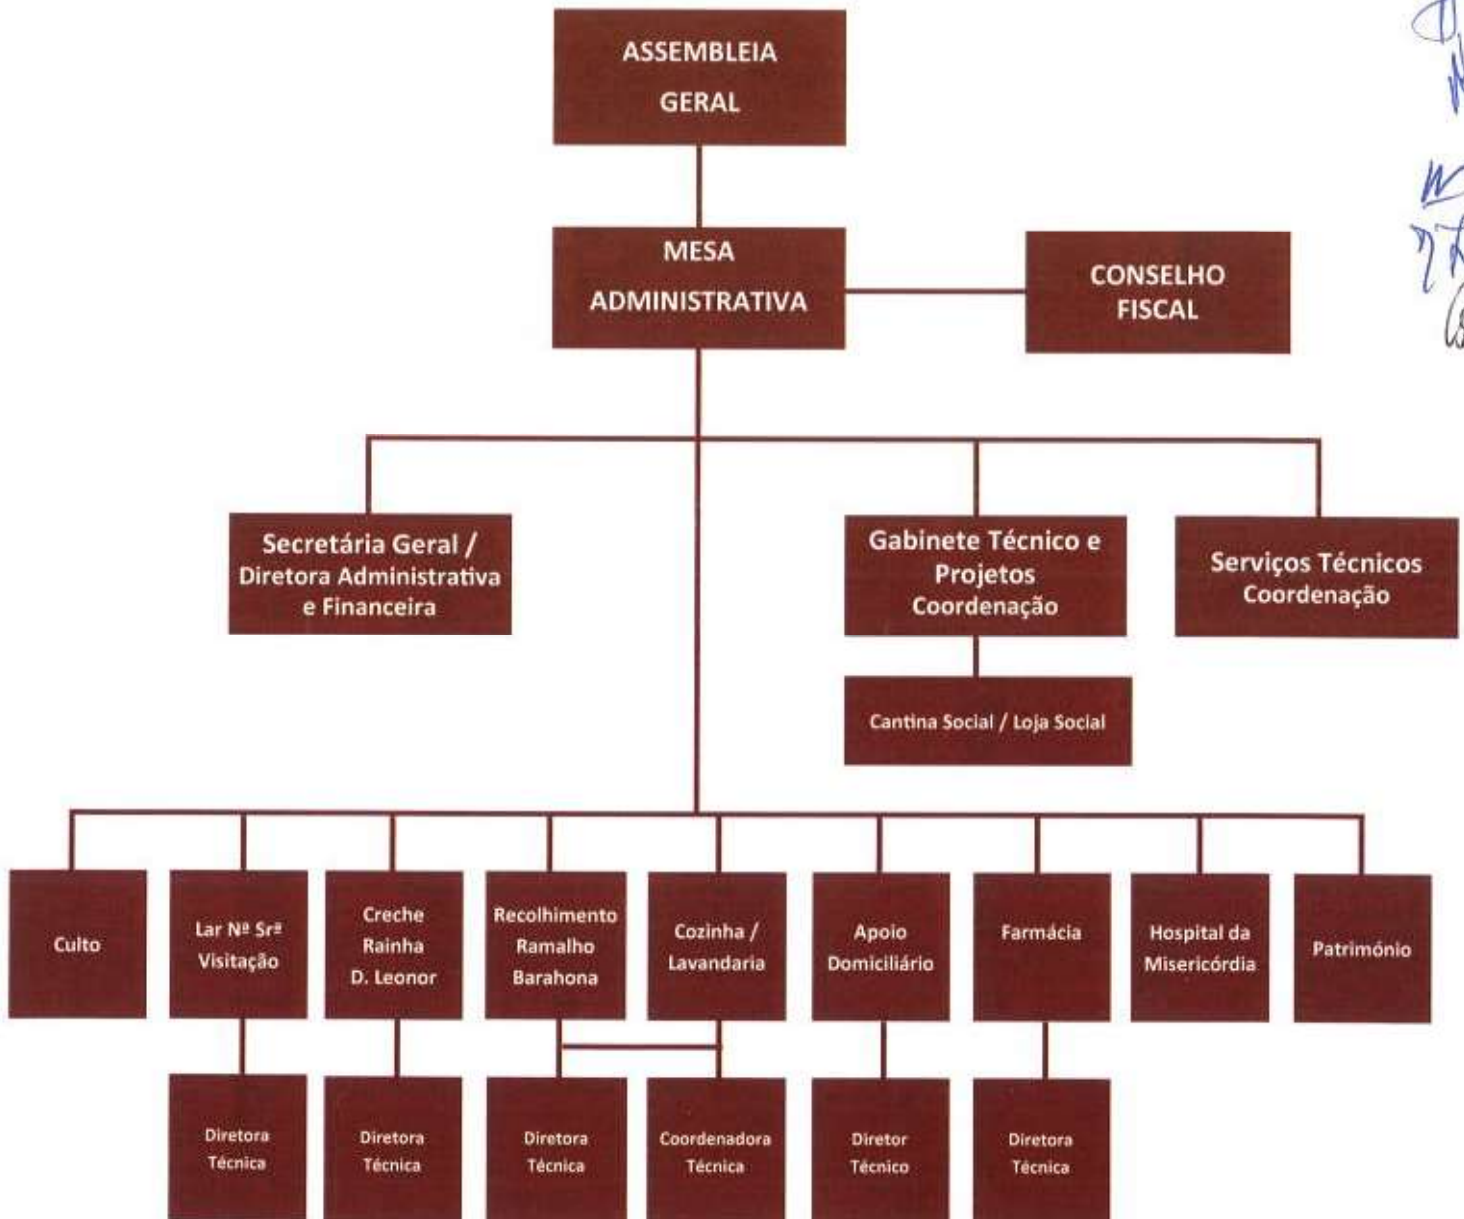 ASSEMBLEIA
GERAL
MESA
ADMINISTRATIVA
CONSELHO
FISCAL
Secretária Geral /
Diretora Administrativa
e Financeira
Gabinete Técnico e
Projetos
Coordenação
Serviços Técnicos
Coordenação
Cantina Social / Loja Social
Culto
Lar Nª Srª
Visitação
Creche
Rainha
D. Leonor
Recolhimento
Ramalho
Barahona
Cozinha /
Lavandaria
Apoio
Domiciliário
Farmácia
Hospital da
Misericórdia
Património
Diretora
Técnica
Diretora
Técnica
Diretora
Técnica
Coordenadora
Técnica
Diretor
Técnico
Diretora
Técnica